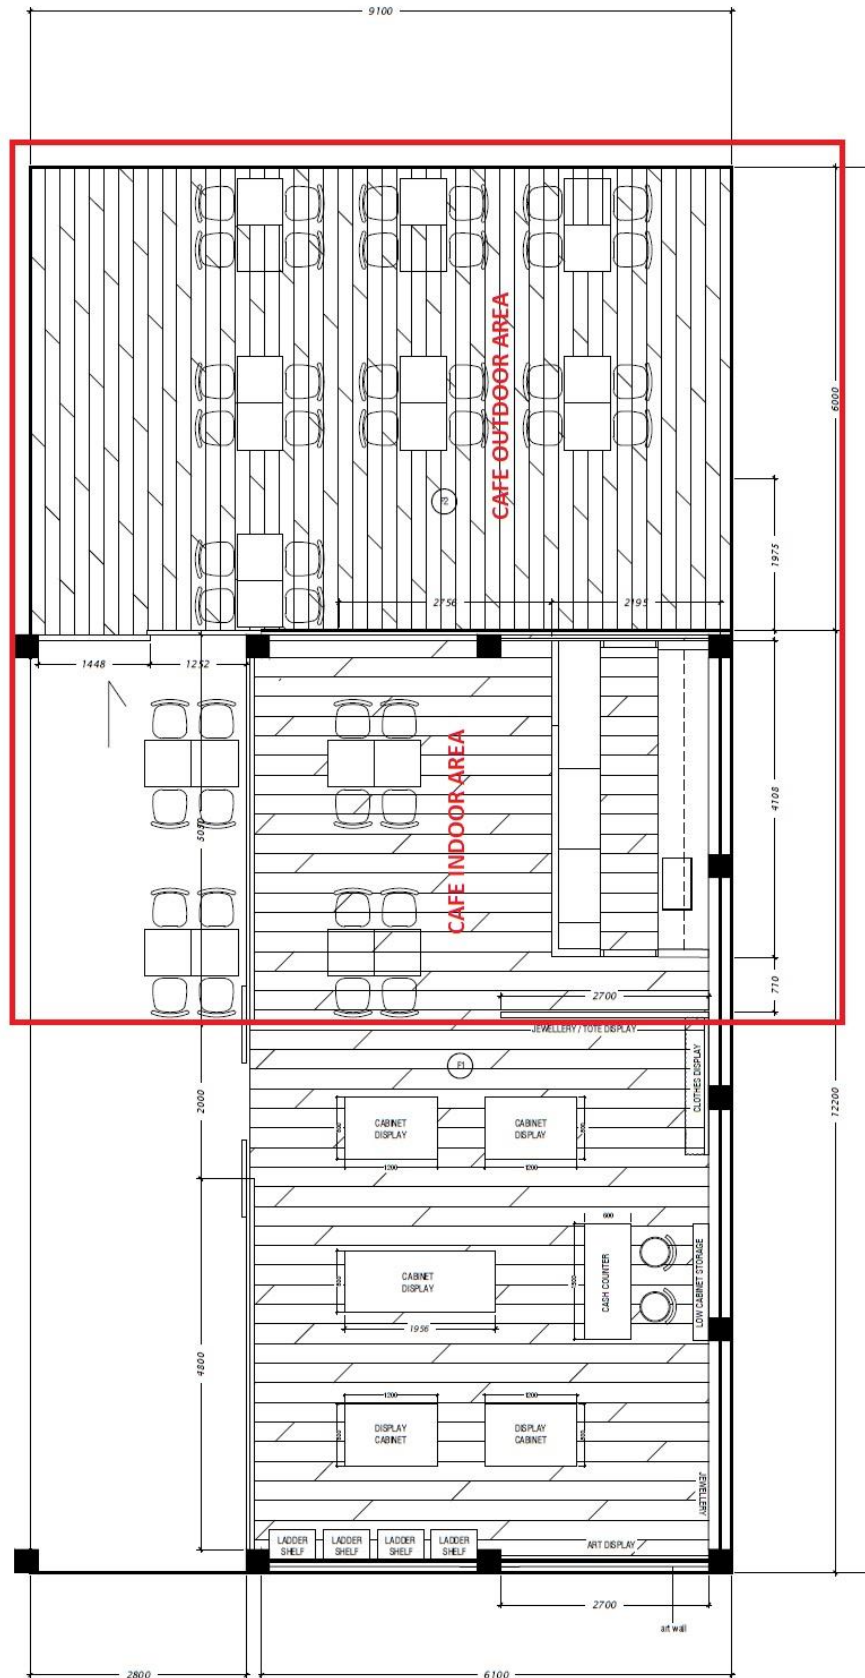 9100
CAFE OUTDOOR AREA
6000
1975
F2
2756
2195
1448
1252
CAFE INDOOR AREA
4108
770
2700
JEWELLERY / TOTE DISPLAY
F1
CLOTHES DISPLAY
2000
12200
CABINET
DISPLAY
CABINET
DISPLAY
1200
1200
600
CASH COUNTER
LOW CABINET STORAGE
CABINET
DISPLAY
1956
4800
1200
1200
DISPLAY
CABINET
DISPLAY
CABINET
JEWELLERY
LADDER
SHELF
LADDER
SHELF
LADDER
SHELF
LADDER
SHELF
ART DISPLAY
2700
art wall
2800
6100